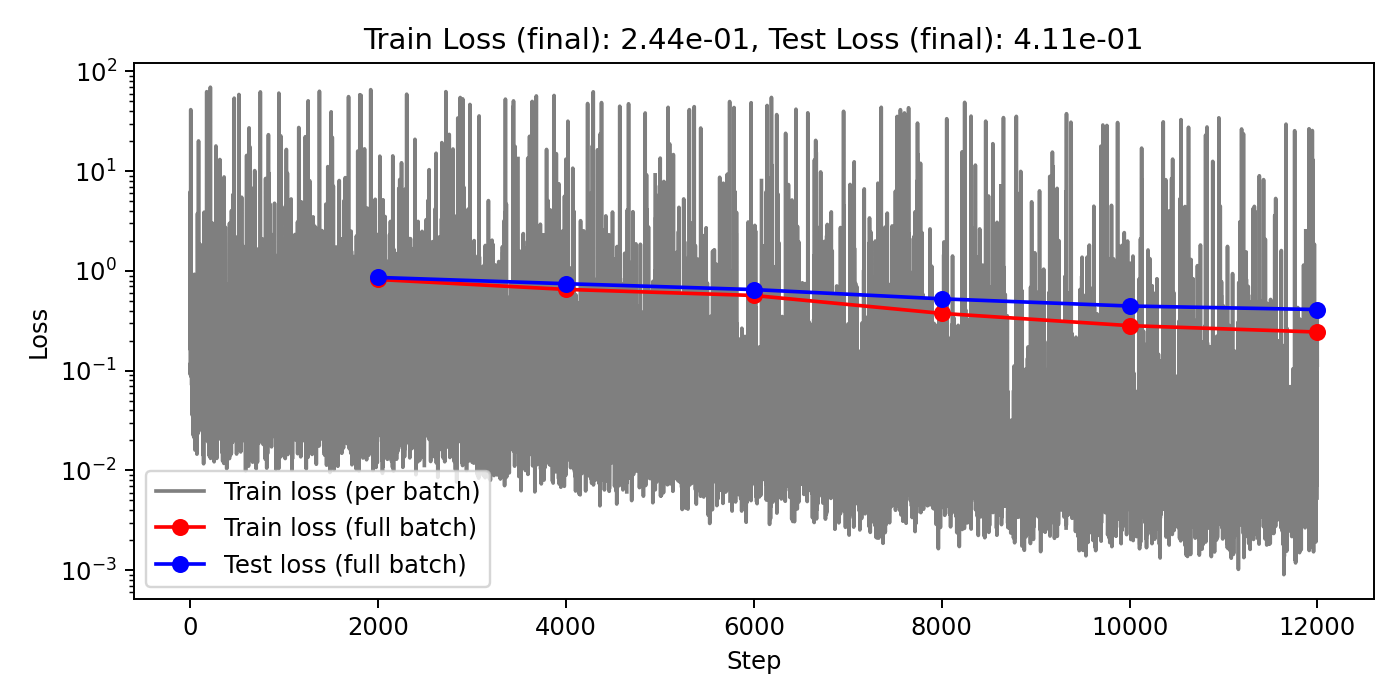 Train Loss (final): 2.44e-01, Test Loss (final): 4.11e-01
10²
10¹
10⁰
10⁻¹
10⁻²
10⁻³
Loss
Train loss (per batch)
Train loss (full batch)
Test loss (full batch)
0 2000 4000 6000 8000 10000 12000
Step